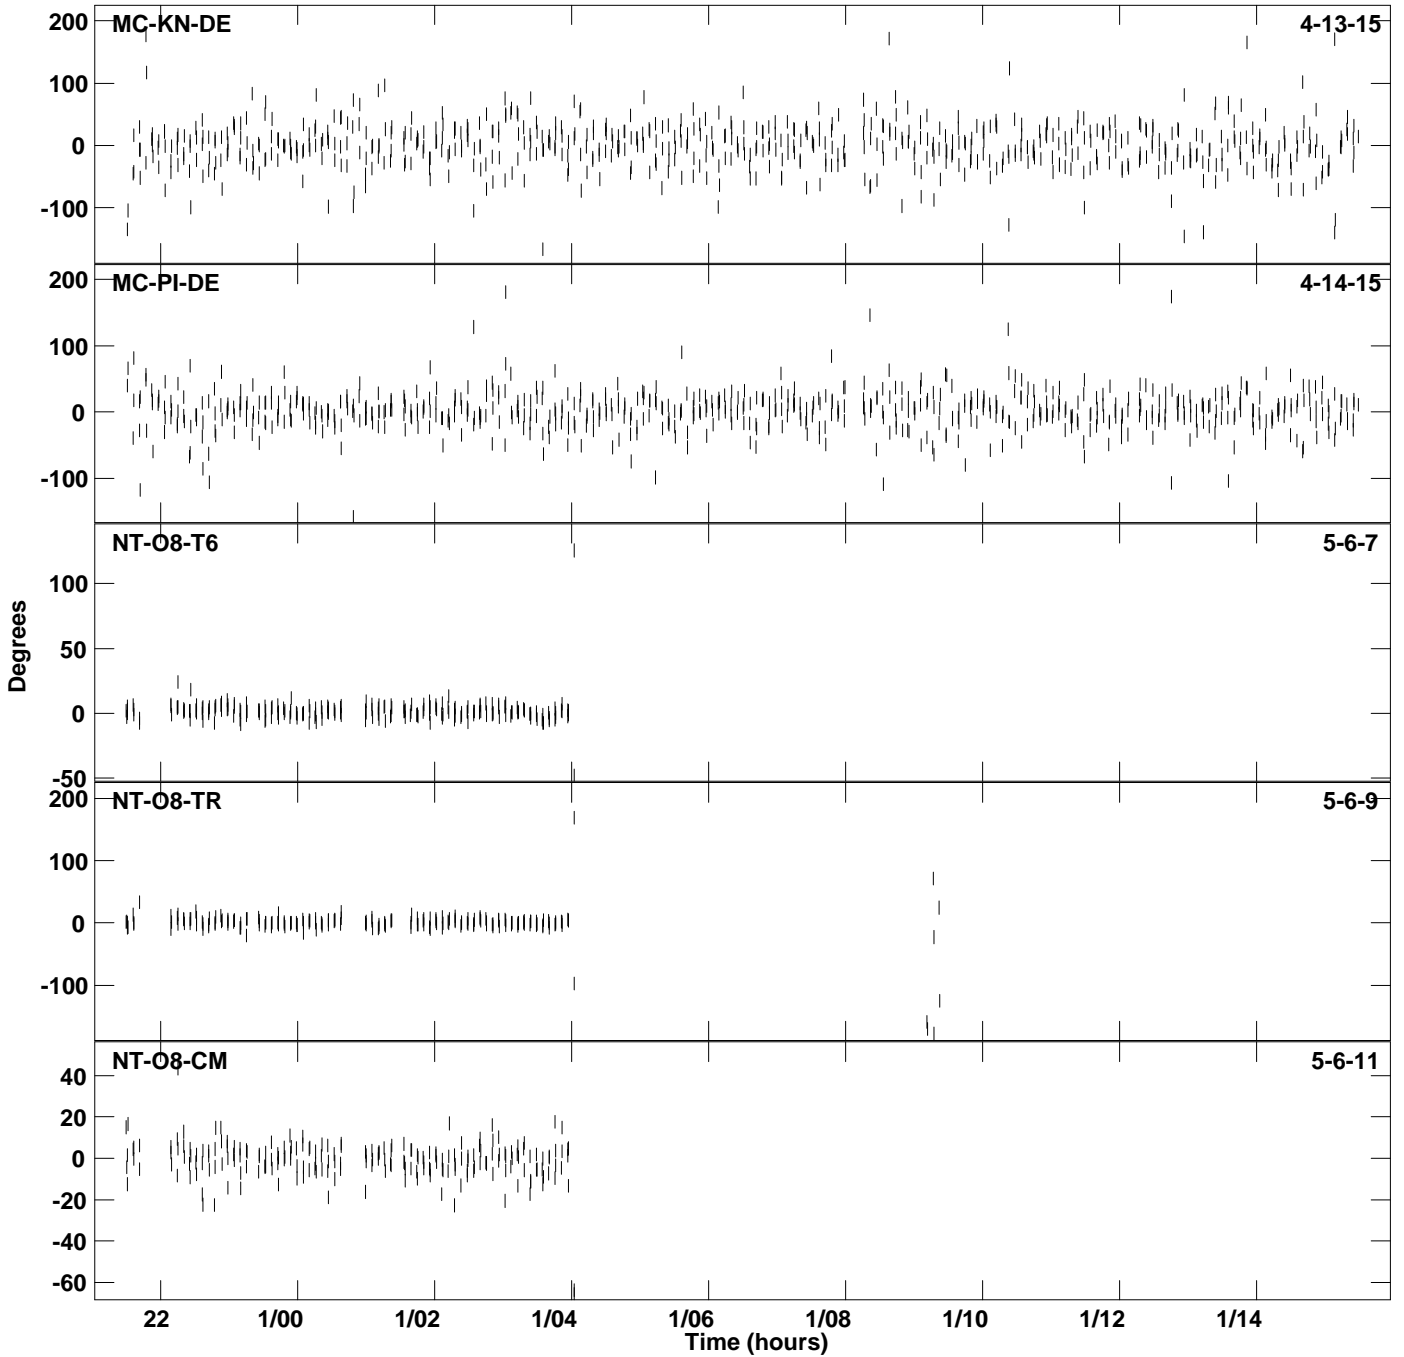 MC-KN-DE 4-13-15
200
100
0
-100
MC-PI-DE 4-14-15
200
100
0
-100
NT-O8-T6 5-6-7
100
50
0
-50
NT-O8-TR 5-6-9
200
100
0
-100
NT-O8-CM 5-6-11
40
20
0
-20
-40
-60
Degrees
22 1/00 1/02 1/04 1/06 1/08 1/10 1/12 1/14
Time (hours)